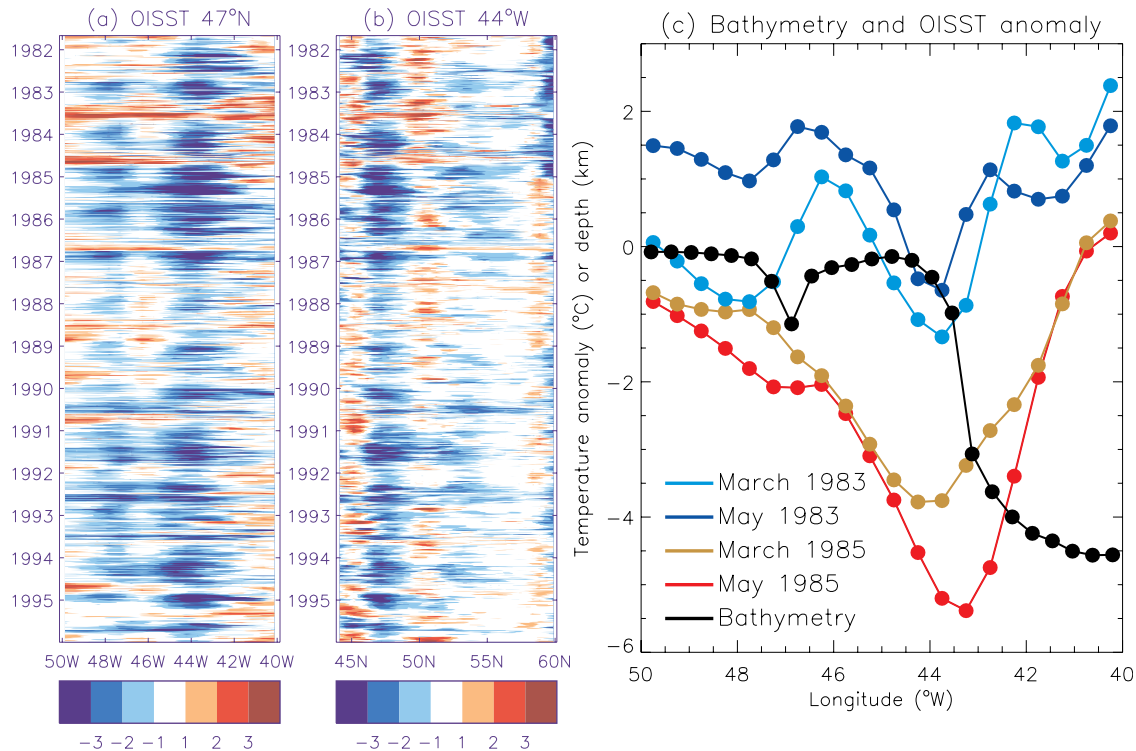 (a) OISST 47°N
1982
1983
1984
1985
1986
1987
1988
1989
1990
1991
1992
1993
1994
1995
50W 48W 46W 44W 42W 40W
−3 −2 −1 1 2 3
(b) OISST 44°W
1982
1983
1984
1985
1986
1987
1988
1989
1990
1991
1992
1993
1994
1995
45N 50N 55N 60N
−3 −2 −1 1 2 3
(c) Bathymetry and OISST anomaly
Temperature anomaly (°C) or depth (km)
2
0
−2
−4
−6
March 1983
May 1983
March 1985
May 1985
Bathymetry
50 48 46 44 42 40
Longitude (°W)